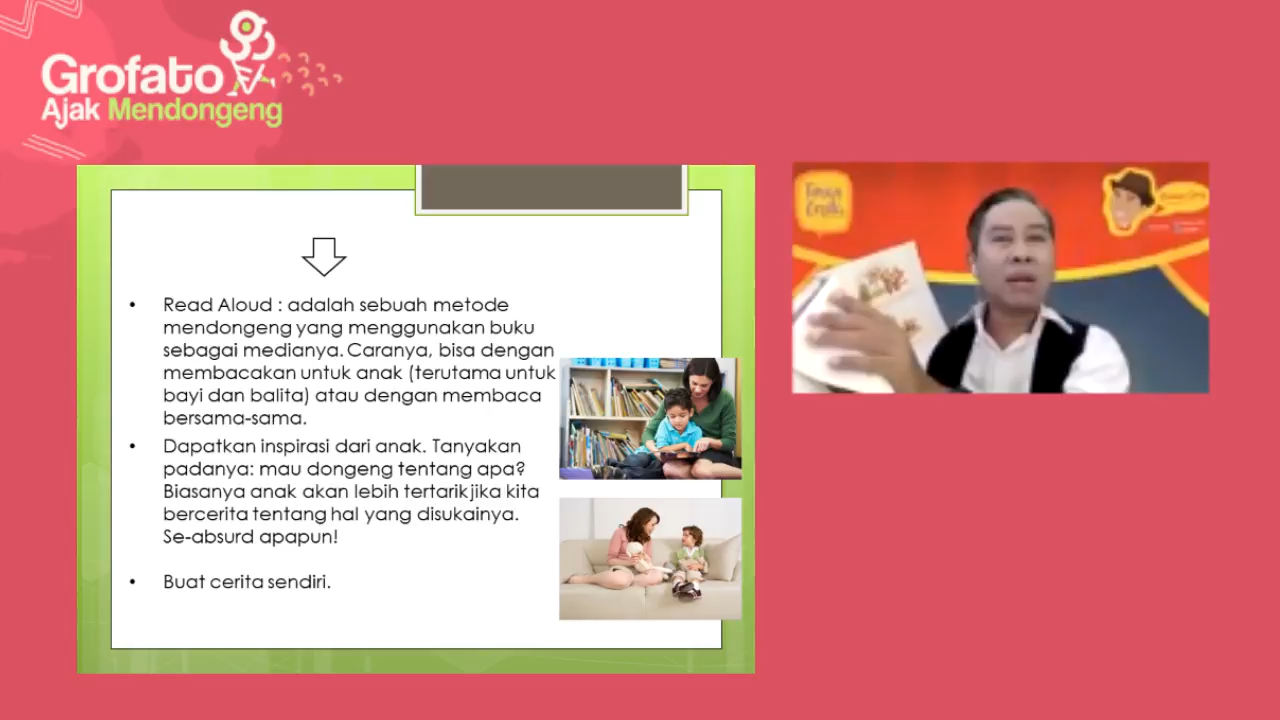 Grofato
Ajak Mendongeng
• Read Aloud : adalah sebuah metode
mendongeng yang menggunakan buku
sebagai medianya. Caranya, bisa dengan
membacakan untuk anak (terutama untuk
bayi dan balita) atau dengan membaca
bersama-sama.
• Dapatkan inspirasi dari anak. Tanyakan
padanya: mau dongeng tentang apa?
Biasanya anak akan lebih tertarik jika kita
bercerita tentang hal yang disukainya.
Se-absurd apapun!
• Buat cerita sendiri.